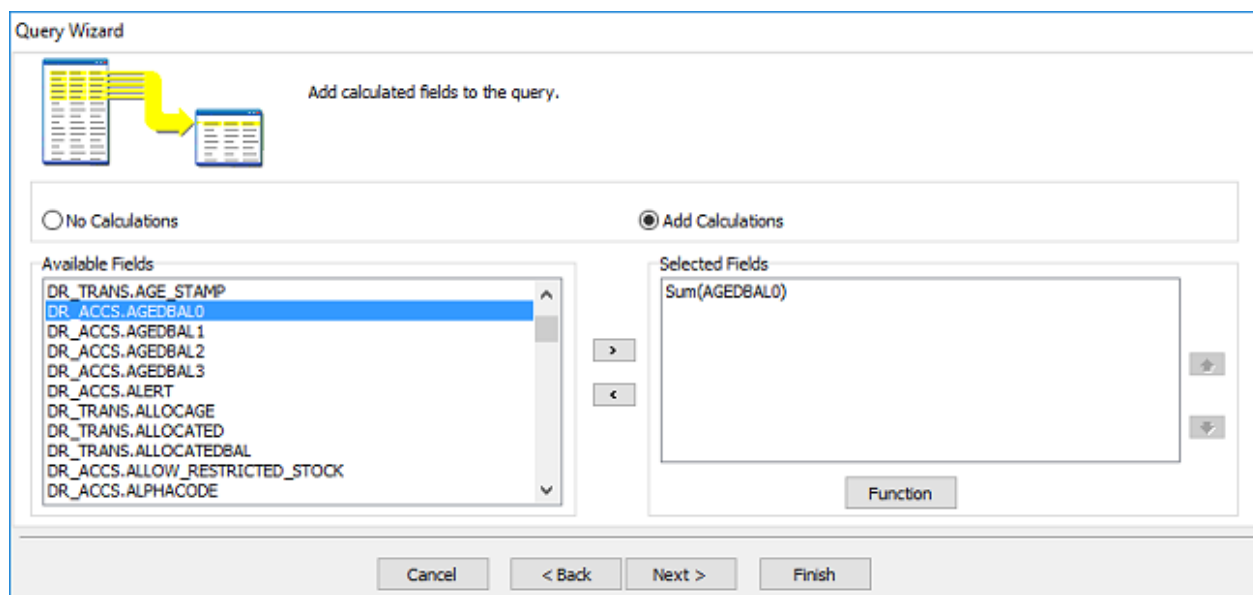 Query Wizard
Add calculated fields to the query.
No Calculations
Add Calculations
Available Fields
DR_TRANS.AGE_STAMP
DR_ACCS.AGEDBAL0
DR_ACCS.AGEDBAL1
DR_ACCS.AGEDBAL2
DR_ACCS.AGEDBAL3
DR_ACCS.ALERT
DR_TRANS.ALLOCAGE
DR_TRANS.ALLOCATED
DR_TRANS.ALLOCATEDBAL
DR_ACCS.ALLOW_RESTRICTED_STOCK
DR_ACCS.ALPHACODE
>
<
Selected Fields
Sum(AGEDBAL0)
Function
Cancel
< Back
Next >
Finish